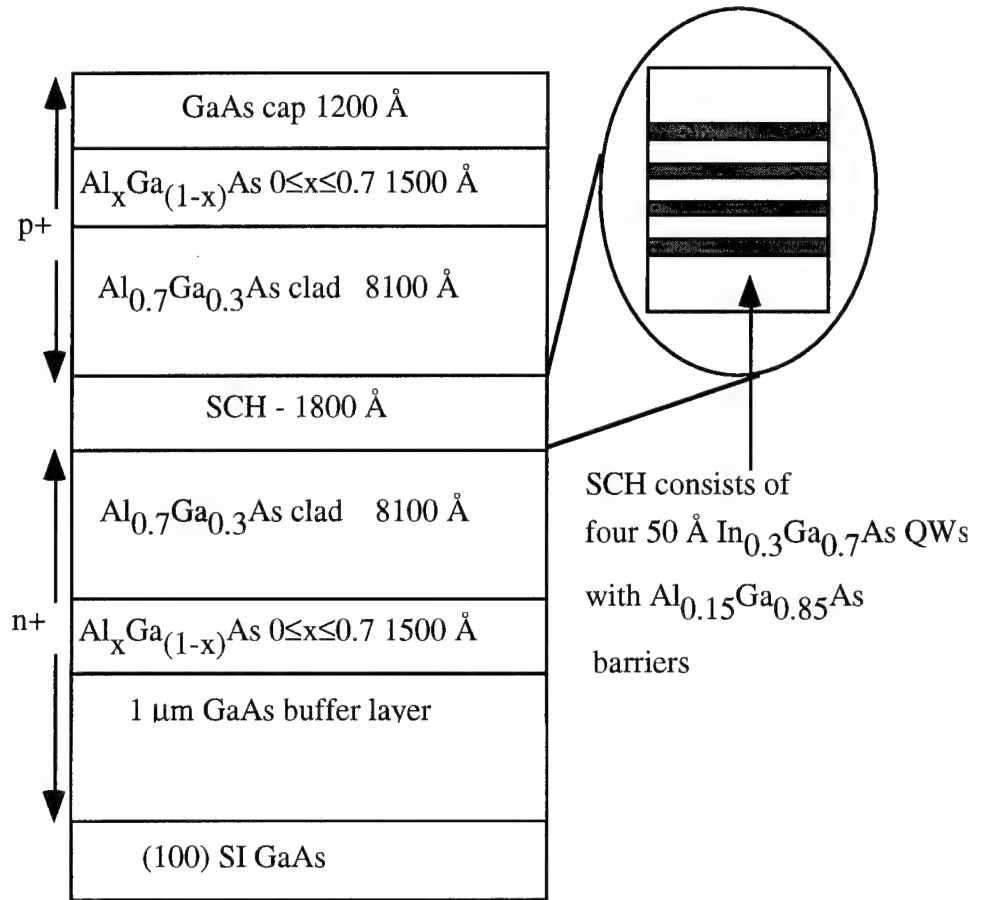 GaAs cap 1200 Å
AlxGa(1-x)As 0≤x≤0.7 1500 Å
p+
Al0.7Ga0.3As clad 8100 Å
SCH - 1800 Å
Al0.7Ga0.3As clad 8100 Å
n+
AlxGa(1-x)As 0≤x≤0.7 1500 Å
1 μm GaAs buffer layer
(100) SI GaAs
SCH consists of
four 50 Å In0.3Ga0.7As QWs
with Al0.15Ga0.85As
barriers